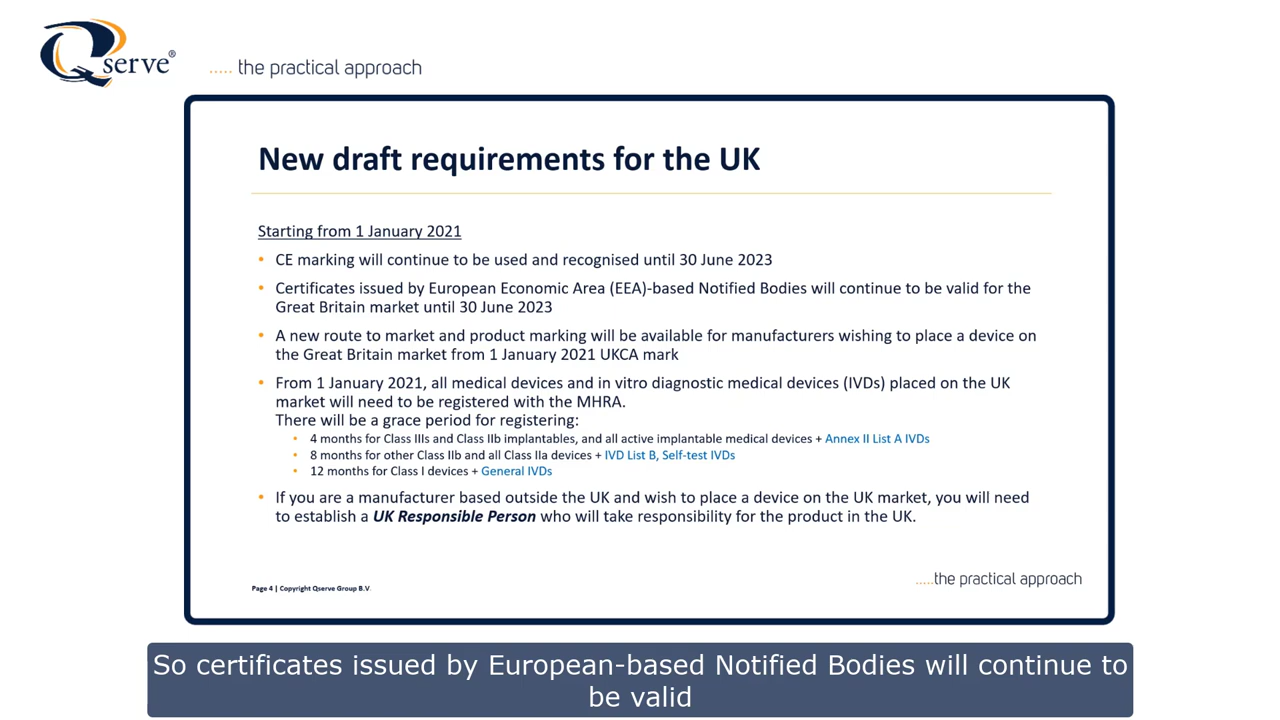 Qserve®
..... the practical approach
New draft requirements for the UK
Starting from 1 January 2021
• CE marking will continue to be used and recognised until 30 June 2023
• Certificates issued by European Economic Area (EEA)-based Notified Bodies will continue to be valid for the
Great Britain market until 30 June 2023
• A new route to market and product marking will be available for manufacturers wishing to place a device on
the Great Britain market from 1 January 2021 UKCA mark
• From 1 January 2021, all medical devices and in vitro diagnostic medical devices (IVDs) placed on the UK
market will need to be registered with the MHRA.
There will be a grace period for registering:
• 4 months for Class IIIs and Class IIb implantables, and all active implantable medical devices + Annex II List A IVDs
• 8 months for other Class IIb and all Class IIa devices + IVD List B, Self-test IVDs
• 12 months for Class I devices + General IVDs
• If you are a manufacturer based outside the UK and wish to place a device on the UK market, you will need
to establish a UK Responsible Person who will take responsibility for the product in the UK.
.....the practical approach
Page 4 | Copyright Qserve Group B.V.
So certificates issued by European-based Notified Bodies will continue to
be valid